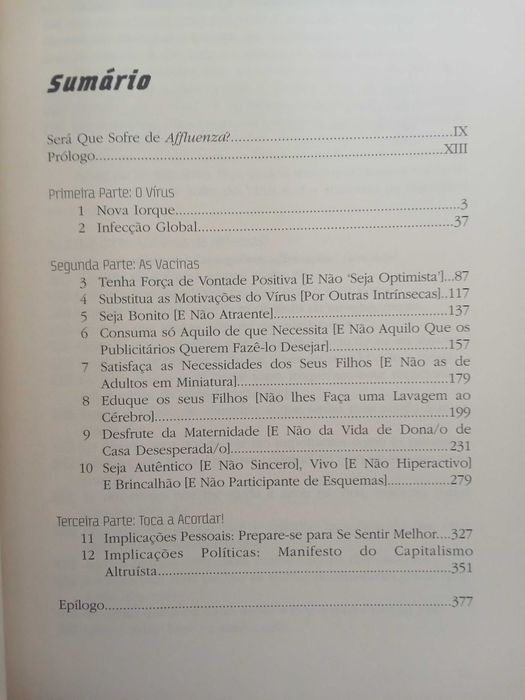 Sumário
Será Que Sofre de Affluenza?..........................................IX
Prólogo..........................................XIII
Primeira Parte: O Vírus
1 Nova Iorque..........................................3
2 Infecção Global..........................................37
Segunda Parte: As Vacinas
3 Tenha Força de Vontade Positiva [E Não 'Seja Optimista']...87
4 Substitua as Motivações do Vírus [Por Outras Intrínsecas]..117
5 Seja Bonito [E Não Atraente]..........................................137
6 Consuma só Aquilo de que Necessita [E Não Aquilo Que os
Publicitários Querem Fazê-lo Desejar]..............................157
7 Satisfaça as Necessidades dos Seus Filhos [E Não as de
Adultos em Miniatura]..........................................179
8 Eduque os seus Filhos [Não lhes Faça uma Lavagem ao
Cérebro]..........................................199
9 Desfrute da Maternidade [E Não da Vida de Dona/o de
Casa Desesperada/o]..........................................231
10 Seja Autêntico [E Não Sincero], Vivo [E Não Hiperactivo]
E Brincalhão [E Não Participante de Esquemas]................279
Terceira Parte: Toca a Acordar!
11 Implicações Pessoais: Prepare-se para Se Sentir Melhor....327
12 Implicações Políticas: Manifesto do Capitalismo
Altruísta..........................................351
Epílogo..........................................377